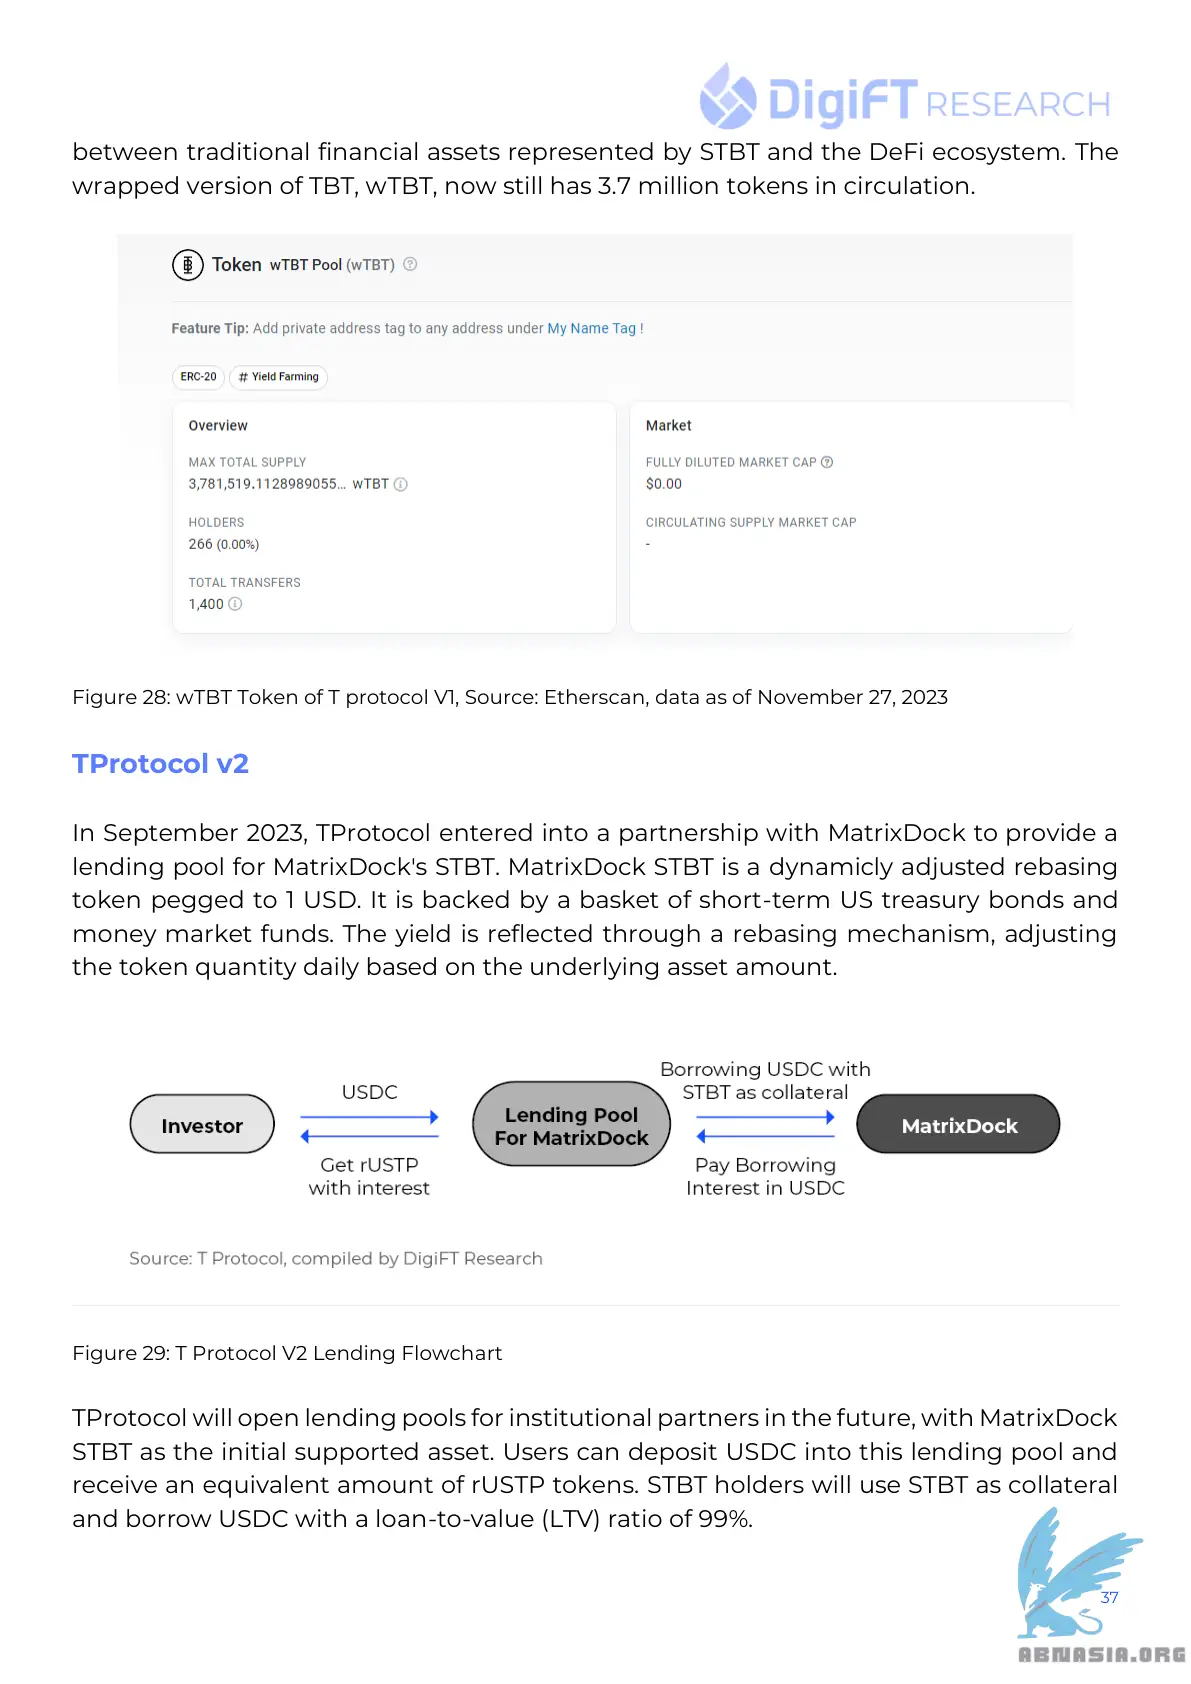 DigiFT RESEARCH
between traditional financial assets represented by STBT and the DeFi ecosystem. The
wrapped version of TBT, wTBT, now still has 3.7 million tokens in circulation.
Token wTBT Pool (wTBT)
Feature Tip: Add private address tag to any address under My Name Tag !
ERC-20 # Yield Farming
Overview
MAX TOTAL SUPPLY
3,781,519.1128989055... wTBT
HOLDERS
266 (0.00%)
TOTAL TRANSFERS
1,400
Market
FULLY DILUTED MARKET CAP
$0.00
CIRCULATING SUPPLY MARKET CAP
-
Figure 28: wTBT Token of T protocol V1, Source: Etherscan, data as of November 27, 2023
TProtocol v2
In September 2023, TProtocol entered into a partnership with MatrixDock to provide a
lending pool for MatrixDock's STBT. MatrixDock STBT is a dynamicly adjusted rebasing
token pegged to 1 USD. It is backed by a basket of short-term US treasury bonds and
money market funds. The yield is reflected through a rebasing mechanism, adjusting
the token quantity daily based on the underlying asset amount.
Investor
USDC
Get rUSTP
with interest
Lending Pool
For MatrixDock
Borrowing USDC with
STBT as collateral
Pay Borrowing
Interest in USDC
MatrixDock
Source: T Protocol, compiled by DigiFT Research
Figure 29: T Protocol V2 Lending Flowchart
TProtocol will open lending pools for institutional partners in the future, with MatrixDock
STBT as the initial supported asset. Users can deposit USDC into this lending pool and
receive an equivalent amount of rUSTP tokens. STBT holders will use STBT as collateral
and borrow USDC with a loan-to-value (LTV) ratio of 99%.
37
ABNASIA.ORG